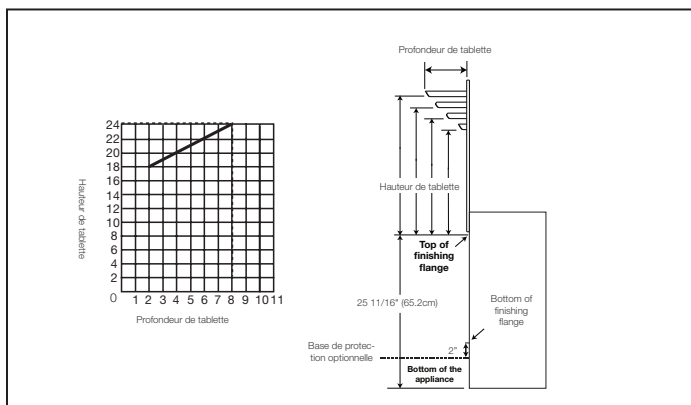 Profondeur de tablette
24
22
20
18
16
14
12
10
8
6
4
2
0
1 2 3 4 5 6 7 8 9 10 11
Hauteur de tablette
Profondeur de tablette
Hauteur de tablette
Top of
finishing
flange
25 11/16" (65.2cm)
Bottom of
finishing
flange
Base de protec-
tion optionnelle
2"
Bottom of the
appliance